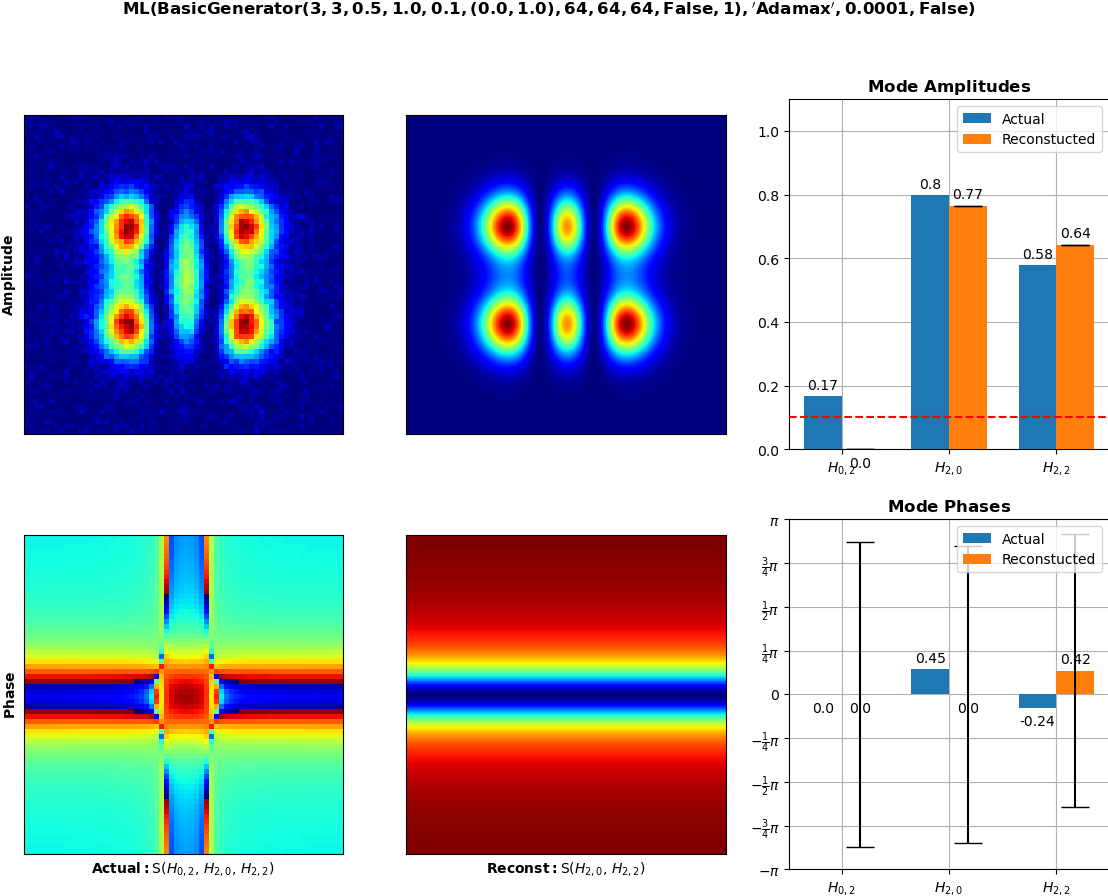 ML(BasicGenerator(3, 3, 0.5, 1.0, 0.1, (0.0, 1.0), 64, 64, 64, False, 1), ′Adamax′, 0.0001, False)
Mode Amplitudes
Amplitude
1.0
0.8
0.6
0.4
0.2
0.0
Actual
Reconstucted
0.17
0.0
0.8
0.77
0.58
0.64
H0, 2
H2, 0
H2, 2
Mode Phases
Phase
π
3/4π
1/2π
1/4π
0
−1/4π
−1/2π
−3/4π
−π
Actual
Reconstucted
0.0
0.0
0.45
0.0
-0.24
0.42
H0, 2
H2, 0
H2, 2
Actual: S(H0, 2, H2, 0, H2, 2)
Reconst: S(H2, 0, H2, 2)